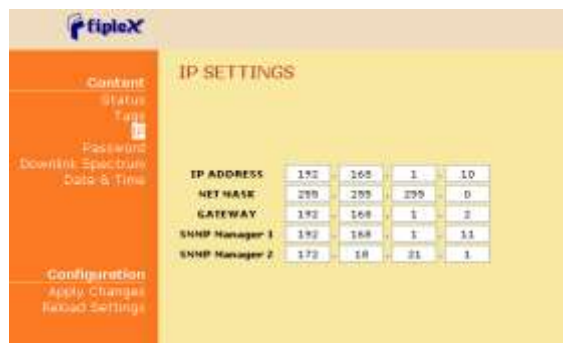 fipleX
Content
Status
Tags
IP
Password
Downlink Spectrum
Date & Time
Configuration
Apply Changes
Reload Settings
IP SETTINGS
IP ADDRESS 192 . 168 . 1 . 10
NET MASK 255 . 255 . 255 . 0
GATEWAY 192 . 168 . 1 . 2
SNMP Manager 1 192 . 168 . 1 . 11
SNMP Manager 2 172 . 18 . 21 . 1